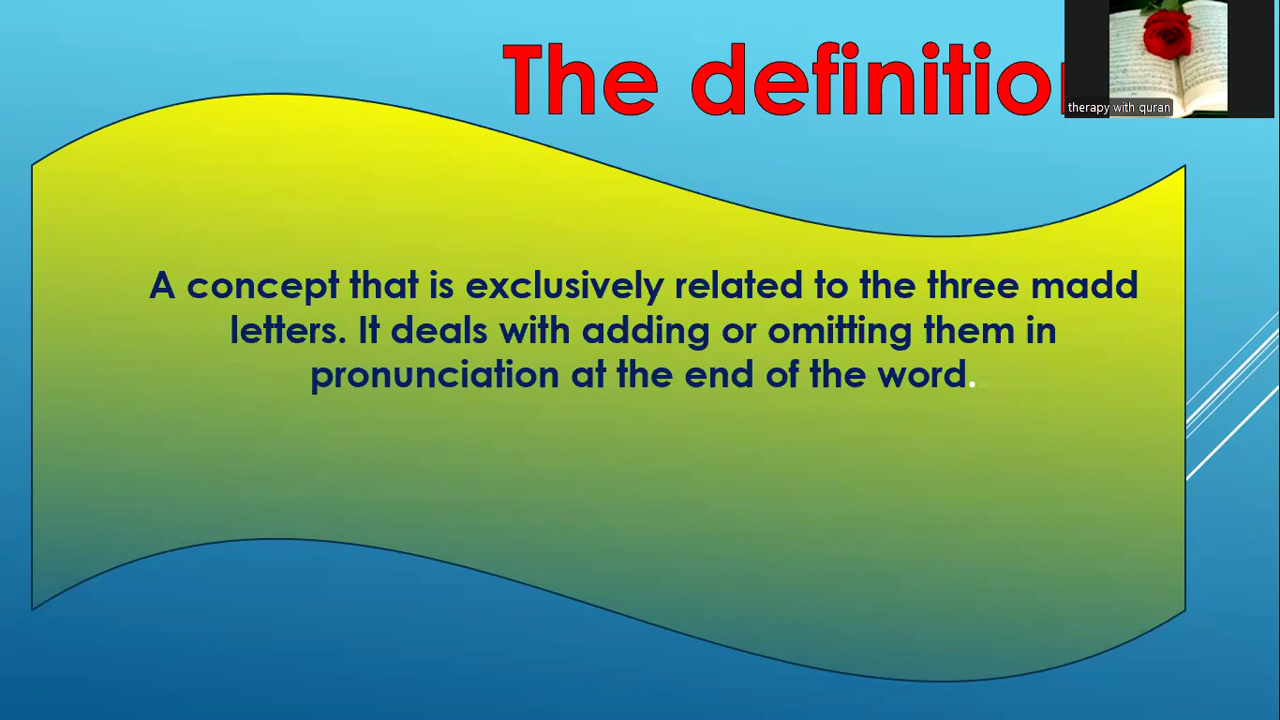 The definitio
therapy with quran
A concept that is exclusively related to the three madd
letters. It deals with adding or omitting them in
pronunciation at the end of the word.